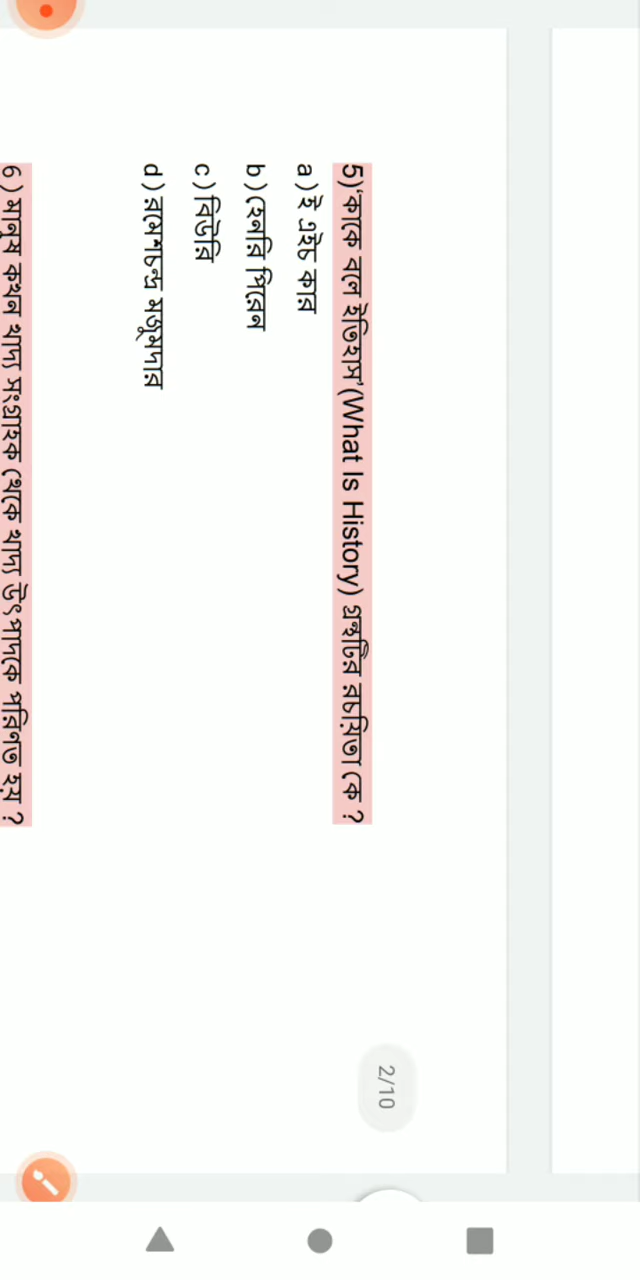 5)‘কাকে বলে ইতিহাস’(What Is History) গ্রন্থটির রচয়িতা কে ?
a ) ই এইচ কার
b ) হেনরি পিরেন
c ) বিউরি
d ) রমেশচন্দ্র মজুমদার
6 ) মানুষ কখন খাদ্য সংগ্রাহক থেকে খাদ্য উৎপাদকে পরিণত হয় ?
2/10